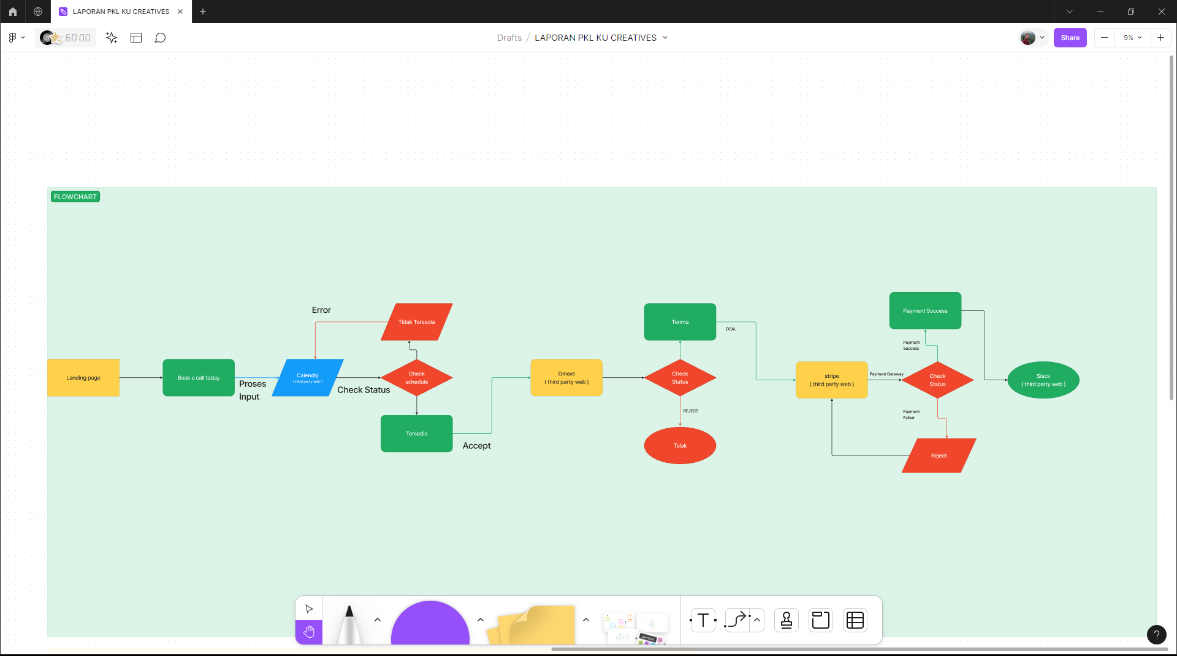 LAPORAN PKL KU CREATIVES
60:00
Drafts / LAPORAN PKL KU CREATIVES
Share
9%
FLOWCHART
Landing page
Book a call today
Proses
Input
Calendly
Error
Tidak Tersedia
Check Status
Check
schedule
Tersedia
Accept
Gmeet
( third party web )
Terima
Check
Status
REJECT
Tolak
DEAL
stripe
( third party web )
Payment Gateway
Payment Success
Payment
Success
Check
Status
Payment
Failed
Reject
Slack
( third party web )
T
?